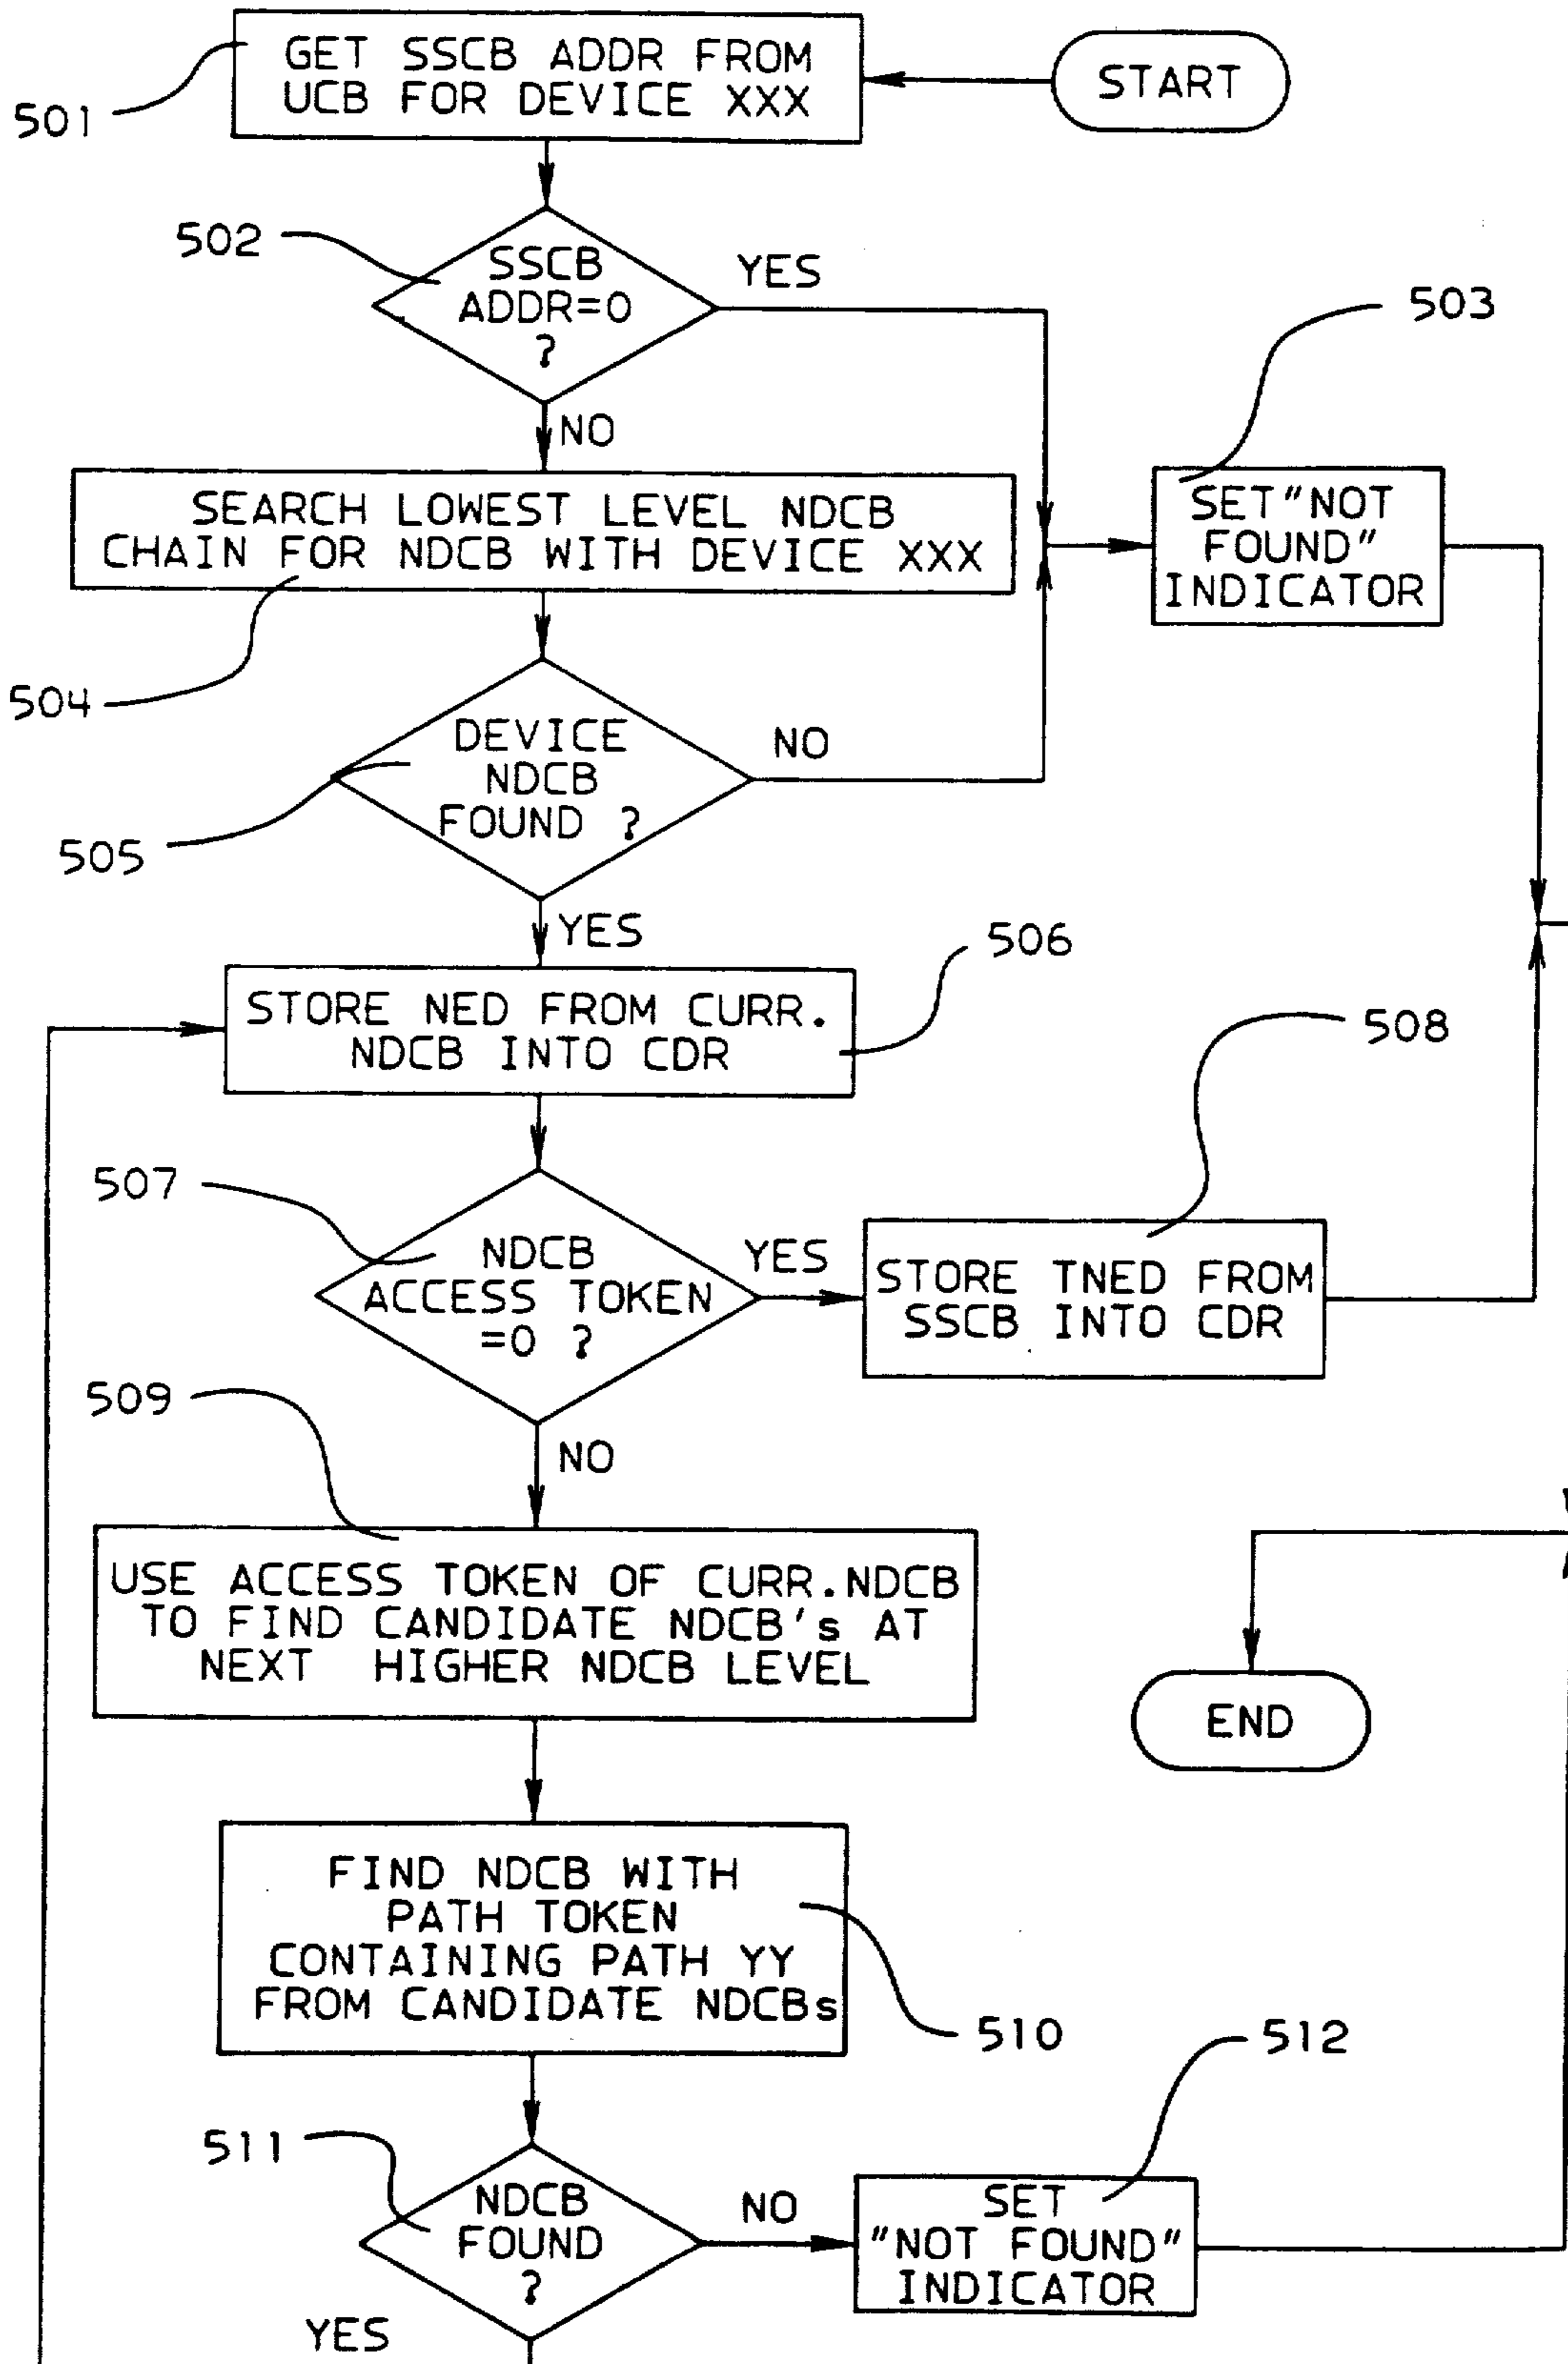 GET SSCB ADDR FROM
UCB FOR DEVICE XXX
START
501
502
SSCB
ADDR=0
?
YES
503
NO
SEARCH LOWEST LEVEL NDCB
CHAIN FOR NDCB WITH DEVICE XXX
SET "NOT
FOUND"
INDICATOR
504
DEVICE
NDCB
FOUND ?
NO
505
YES
506
STORE NED FROM CURR.
NDCB INTO CDR
508
507
NDCB
ACCESS TOKEN
=0 ?
YES
STORE TNED FROM
SSCB INTO CDR
509
NO
USE ACCESS TOKEN OF CURR.NDCB
TO FIND CANDIDATE NDCB's AT
NEXT HIGHER NDCB LEVEL
END
FIND NDCB WITH
PATH TOKEN
CONTAINING PATH YY
FROM CANDIDATE NDCBs
510
512
511
NDCB
FOUND
?
NO
SET
"NOT FOUND"
INDICATOR
YES